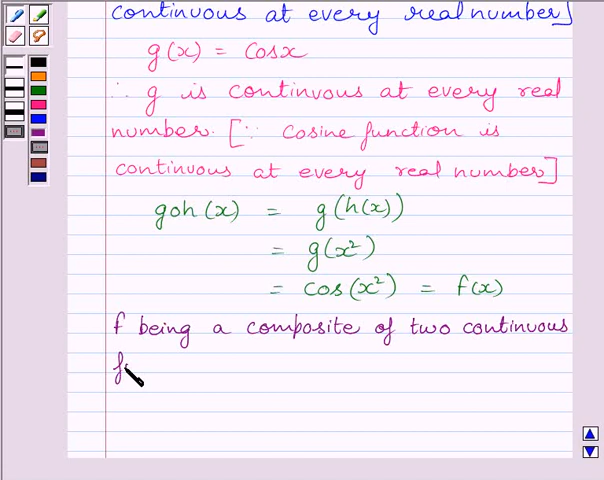 continuous at every real number]
g(x) = Cosx
∴ g is continuous at every real
number. [∵ Cosine function is
continuous at every real number]
goh(x) = g(h(x))
= g(x²)
= cos(x²) = f(x)
f being a composite of two continuous
f